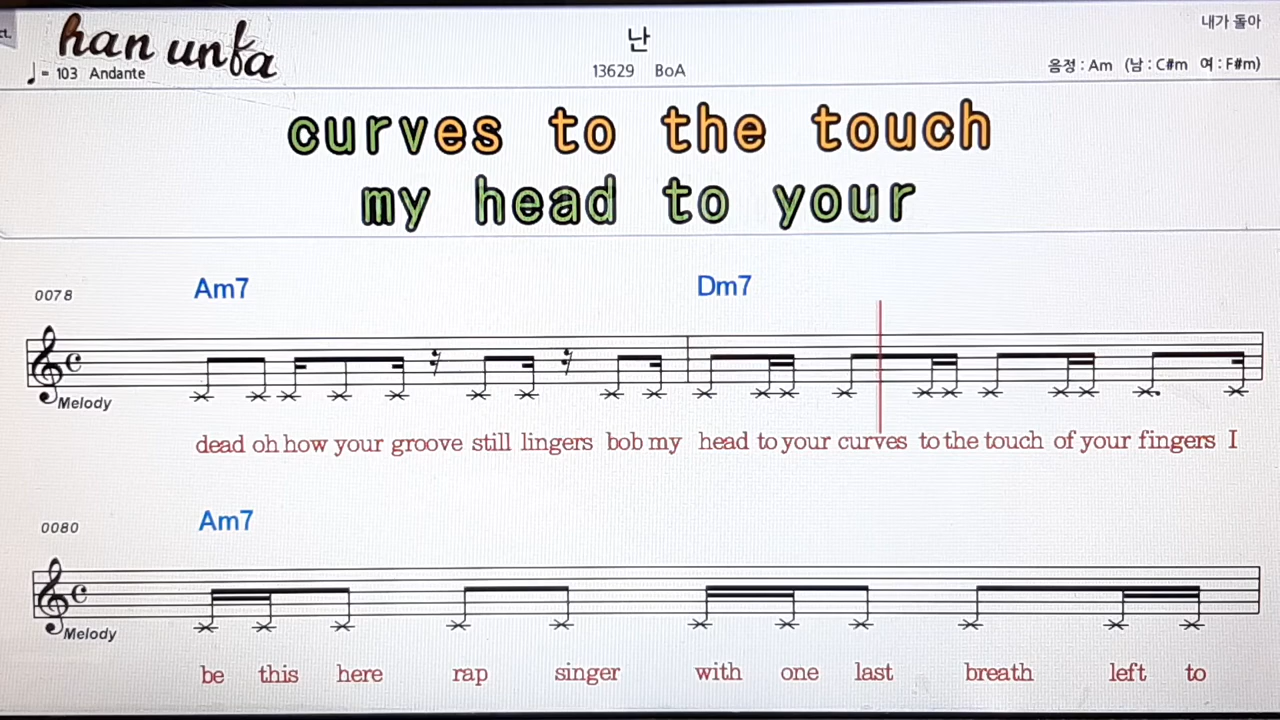 ct.
han unfa
난
내가 돌아
♩= 103 Andante
13629 BoA
음정 : Am (남 : C#m 여 : F#m)
curves to the touch
my head to your
0078 Am7 Dm7
Melody
dead oh how your groove still lingers bob my head to your curves to the touch of your fingers I
0080 Am7
Melody
be this here rap singer with one last breath left to